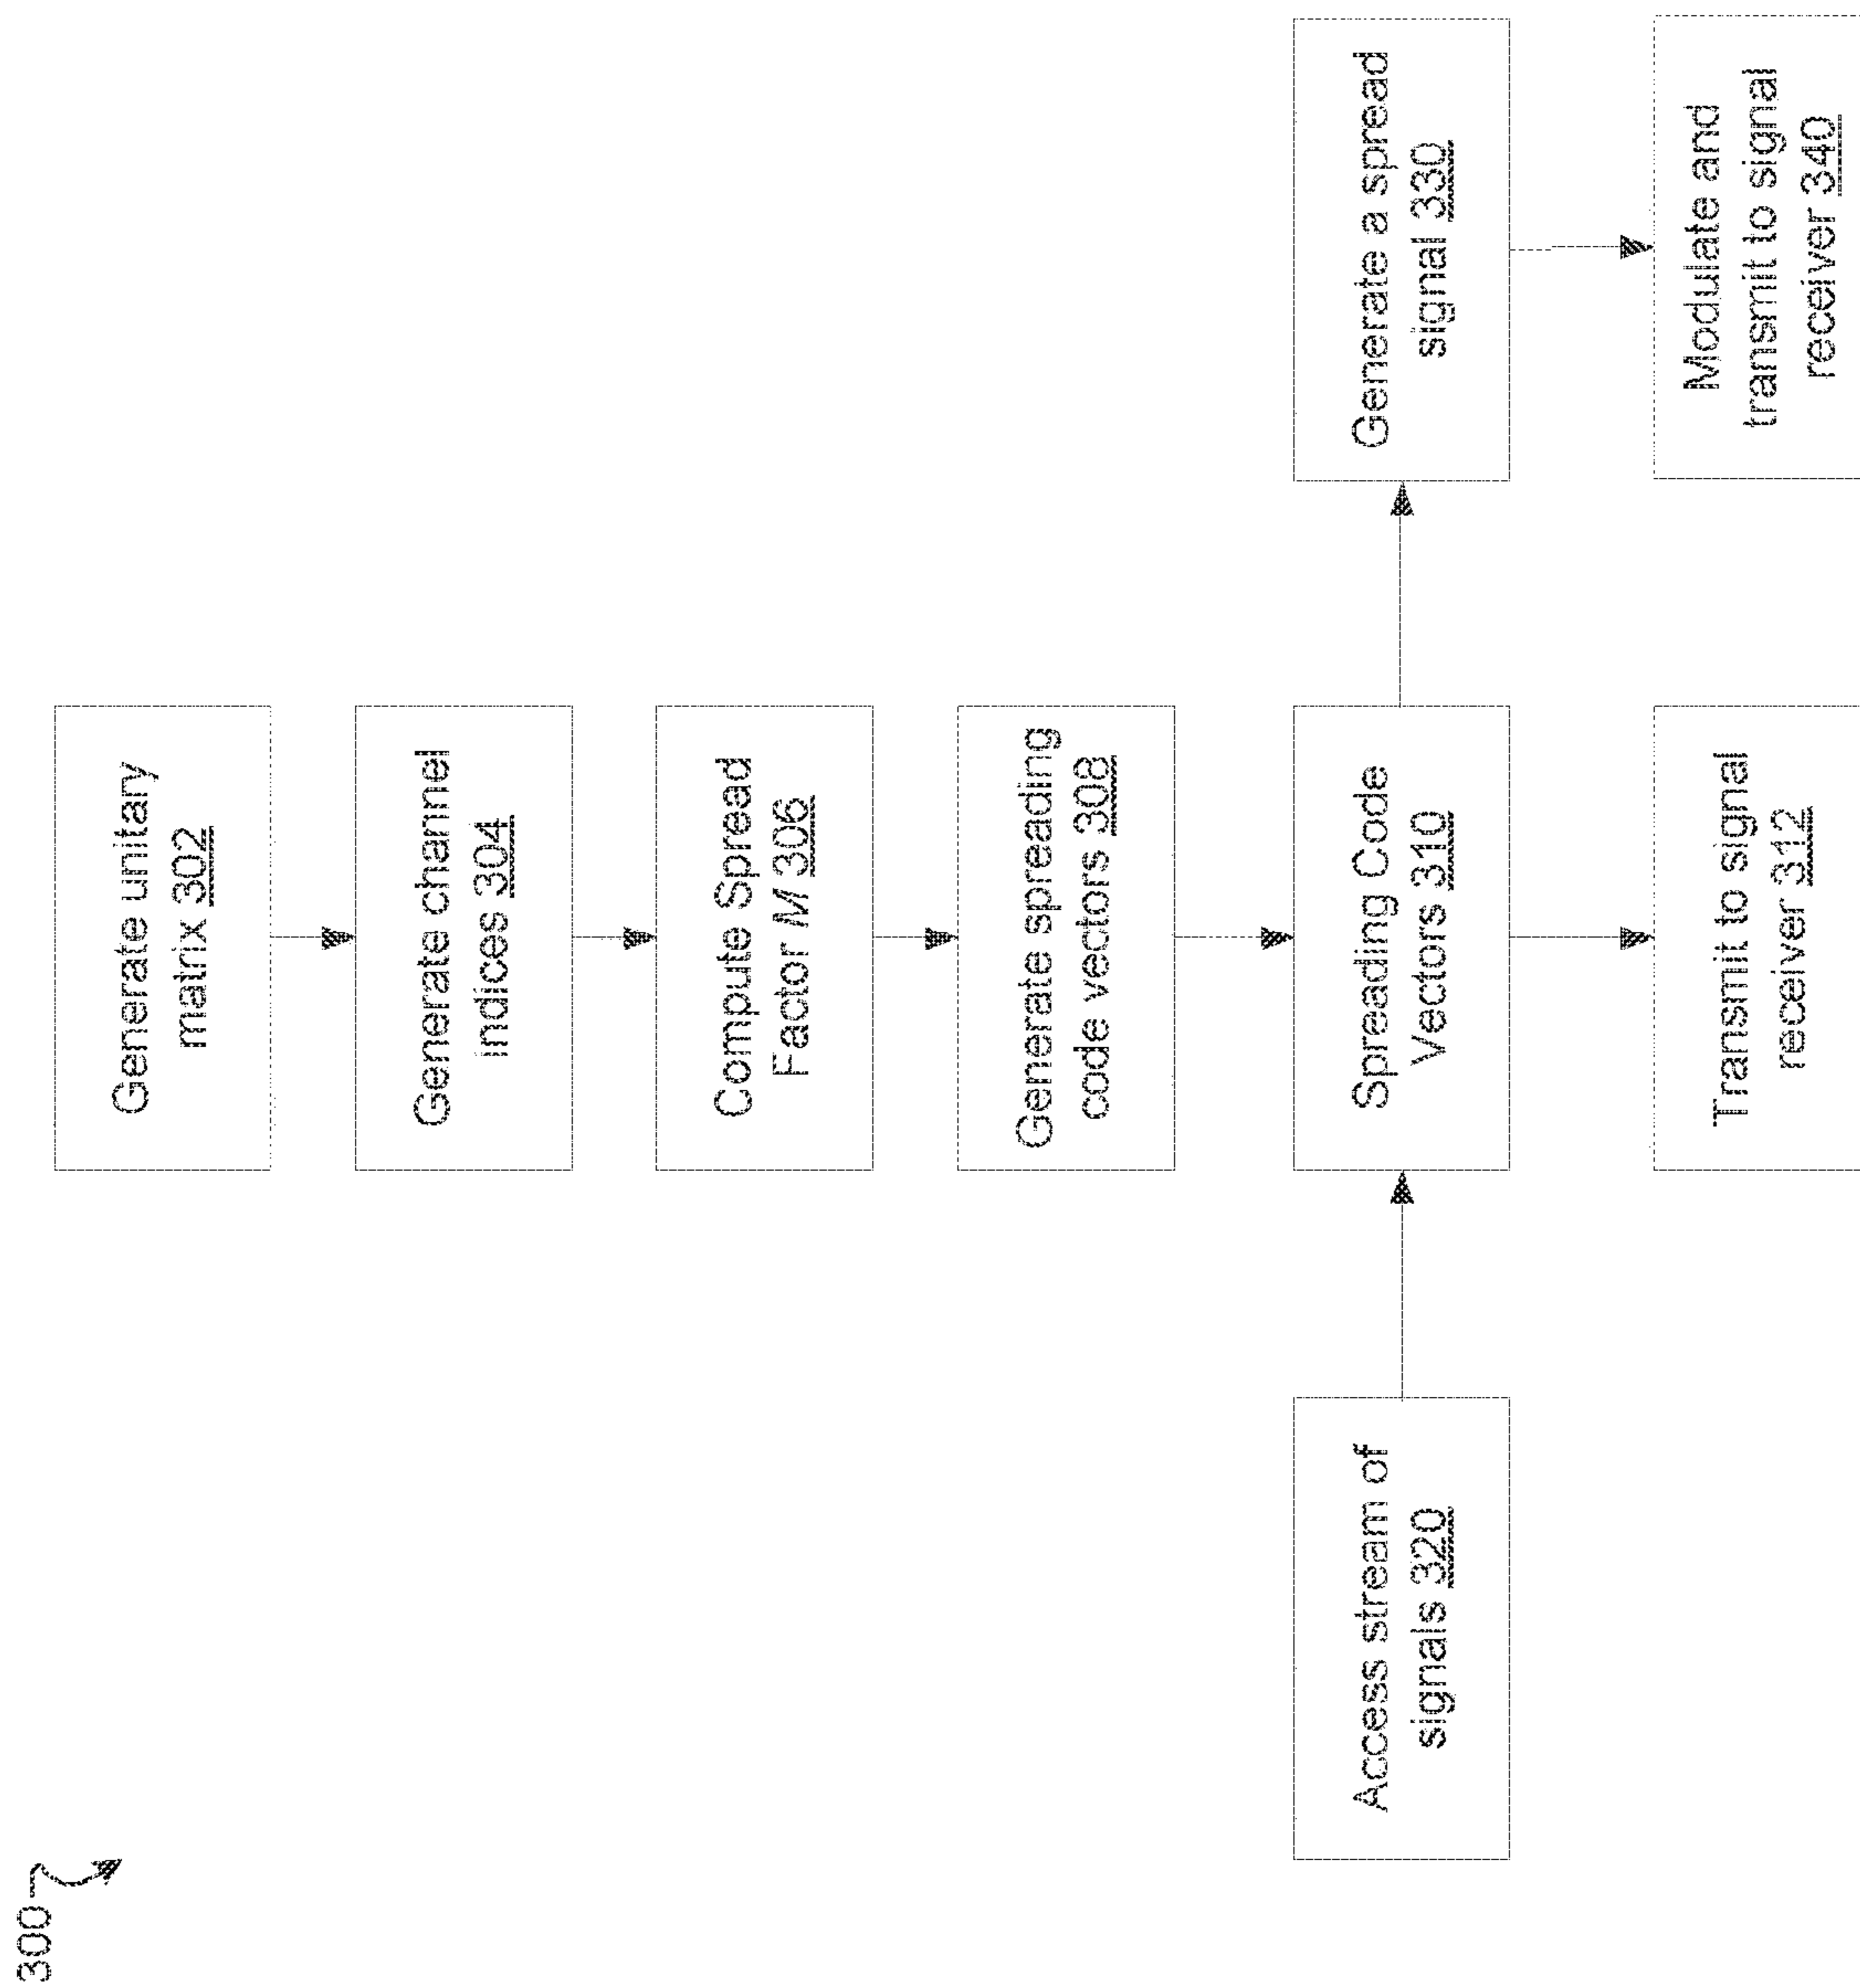 300
Generate unitary
matrix 302
Generate channel
indices 304
Compute Spread
Factor M 306
Generate spreading
code vectors 308
Access stream of
signals 320
Spreading Code
Vectors 310
Generate a spread
signal 330
Transmit to signal
receiver 312
Modulate and
transmit to signal
receiver 340